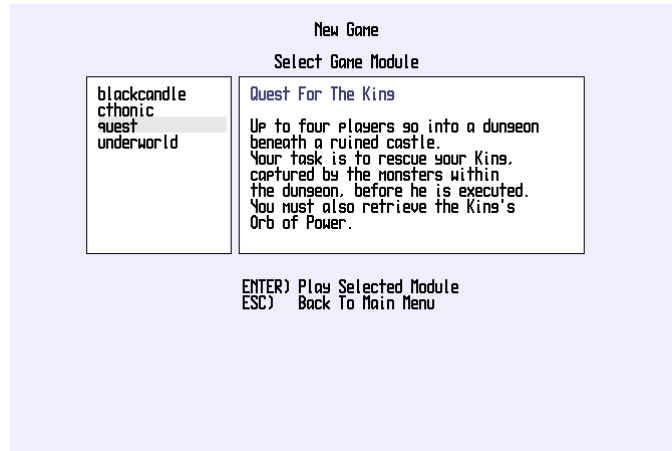 New Game
Select Game Module
blackcandle
cthonic
quest
underworld
Quest For The King
Up to four players go into a dungeon
beneath a ruined castle.
Your task is to rescue your King,
captured by the monsters within
the dungeon, before he is executed.
You must also retrieve the King's
Orb of Power.
ENTER) Play Selected Module
ESC) Back To Main Menu